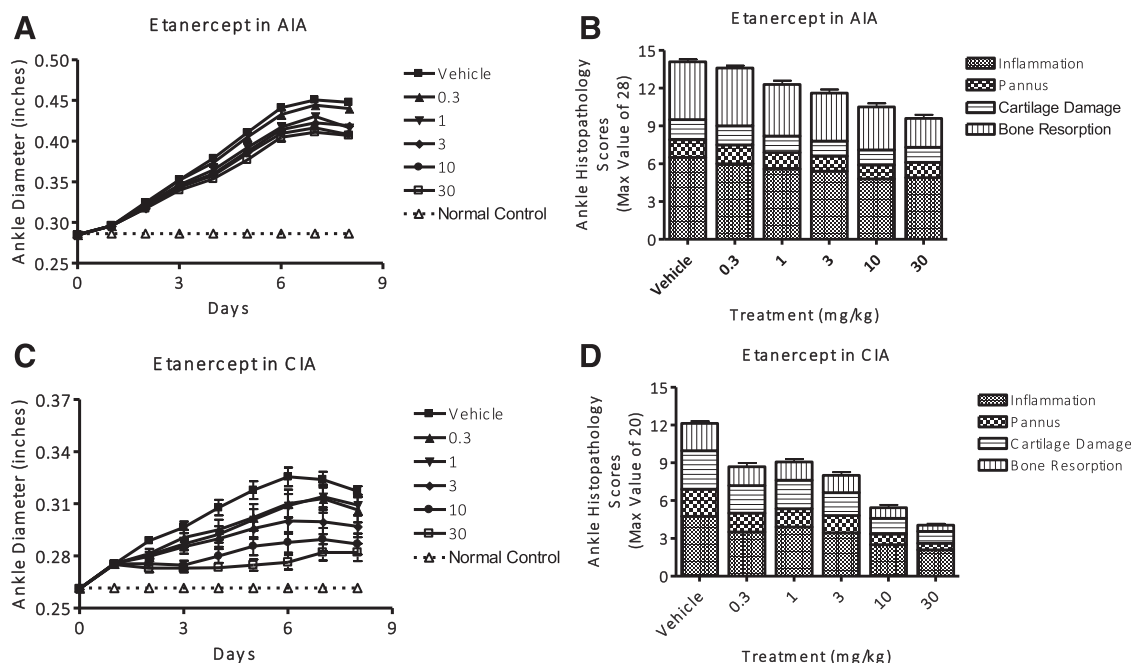 A
Etanercept in AIA
Ankle Diameter (inches)
0.50
0.45
0.40
0.35
0.30
0.25
0
3
6
9
Days
Vehicle
0.3
1
3
10
30
Normal Control
B
Etanercept in AIA
Ankle Histopathology
Scores
(Max Value of 28)
15
12
9
6
3
0
Vehicle
0.3
1
3
10
30
Treatment (mg/kg)
Inflammation
Pannus
Cartilage Damage
Bone Resorption
C
Etanercept in CIA
Ankle Diameter (inches)
0.37
0.34
0.31
0.28
0.25
0
3
6
9
Days
Vehicle
0.3
1
3
10
30
Normal Control
D
Etanercept in CIA
Ankle Histopathology
Scores
(Max Value of 20)
15
12
9
6
3
0
Vehicle
0.3
1
3
10
30
Treatment (mg/kg)
Inflammation
Pannus
Cartilage Damage
Bone Resorption